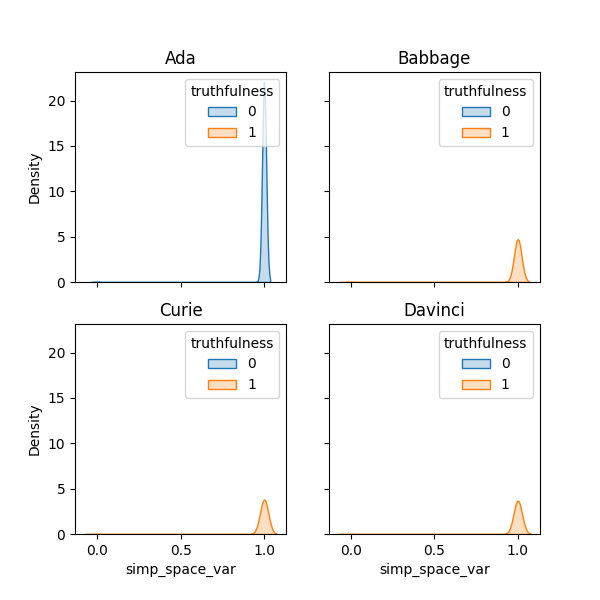 Ada
Babbage
truthfulness
0
1
truthfulness
0
1
Density
20
15
10
5
0
Curie
Davinci
truthfulness
0
1
truthfulness
0
1
Density
20
15
10
5
0
0.0 0.5 1.0
simp_space_var
0.0 0.5 1.0
simp_space_var